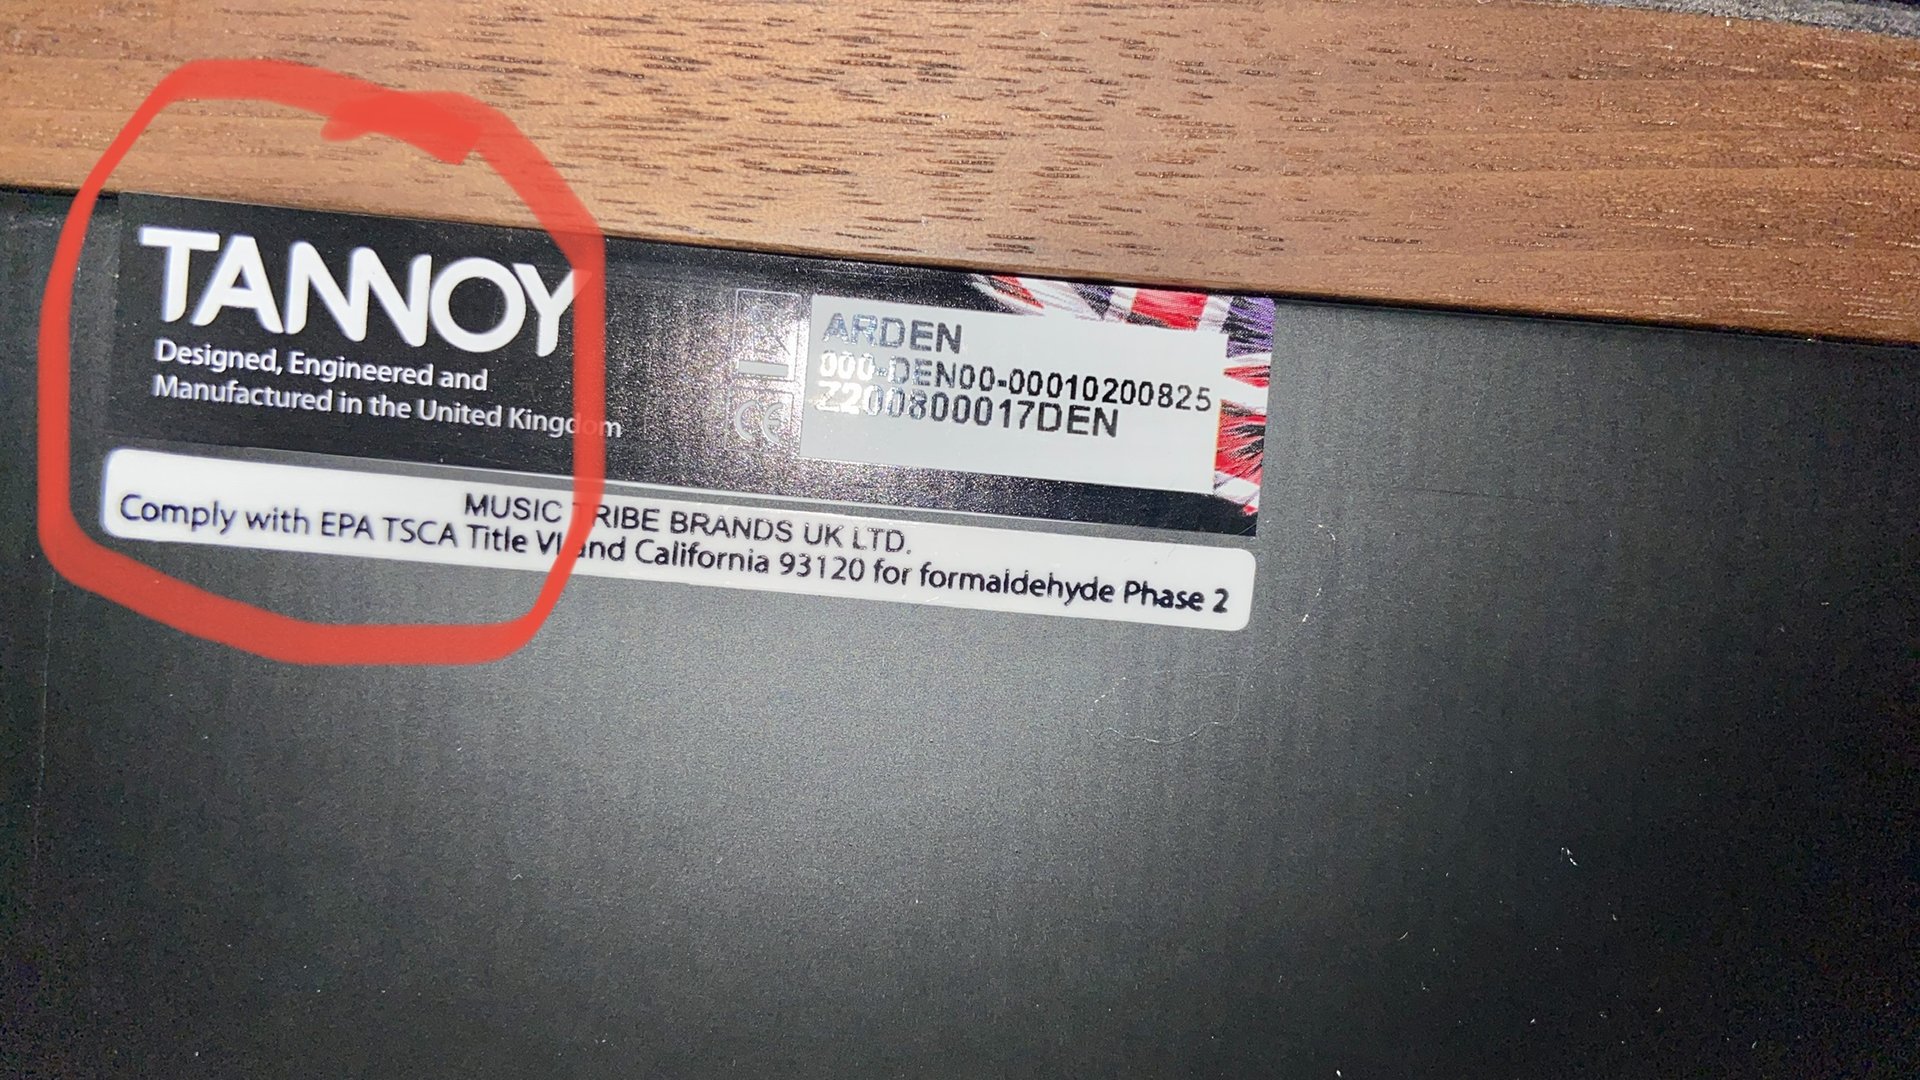 TANNOY
Designed, Engineered and
Manufactured in the United Kingdom
CE
ARDEN
000-DEN00-00010200825
Z200800017DEN
MUSIC TRIBE BRANDS UK LTD.
Comply with EPA TSCA Title VI and California 93120 for formaldehyde Phase 2